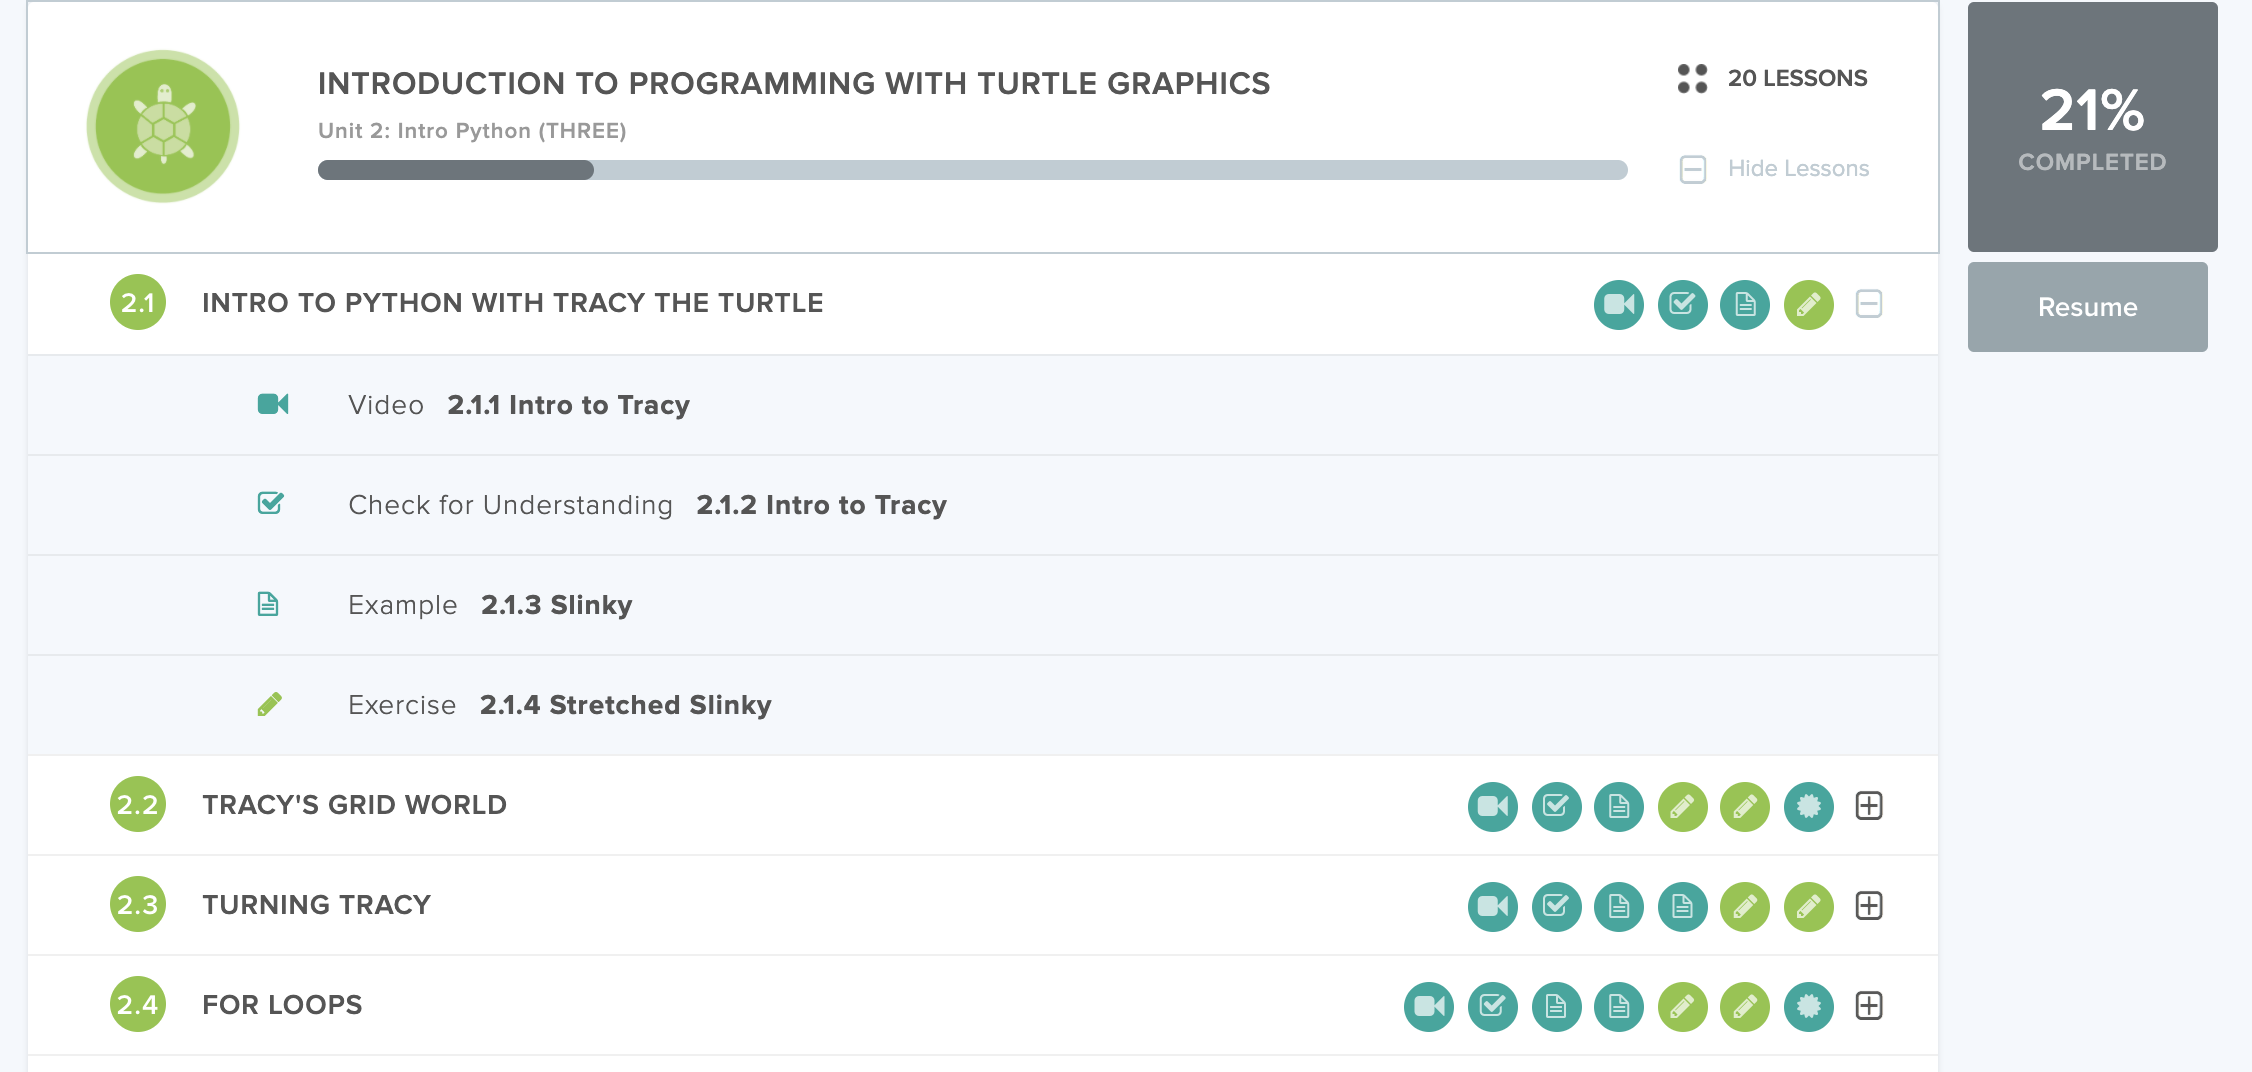 INTRODUCTION TO PROGRAMMING WITH TURTLE GRAPHICS
Unit 2: Intro Python (THREE)
20 LESSONS
Hide Lessons
21%
COMPLETED
Resume
2.1 INTRO TO PYTHON WITH TRACY THE TURTLE
Video 2.1.1 Intro to Tracy
Check for Understanding 2.1.2 Intro to Tracy
Example 2.1.3 Slinky
Exercise 2.1.4 Stretched Slinky
2.2 TRACY'S GRID WORLD
2.3 TURNING TRACY
2.4 FOR LOOPS